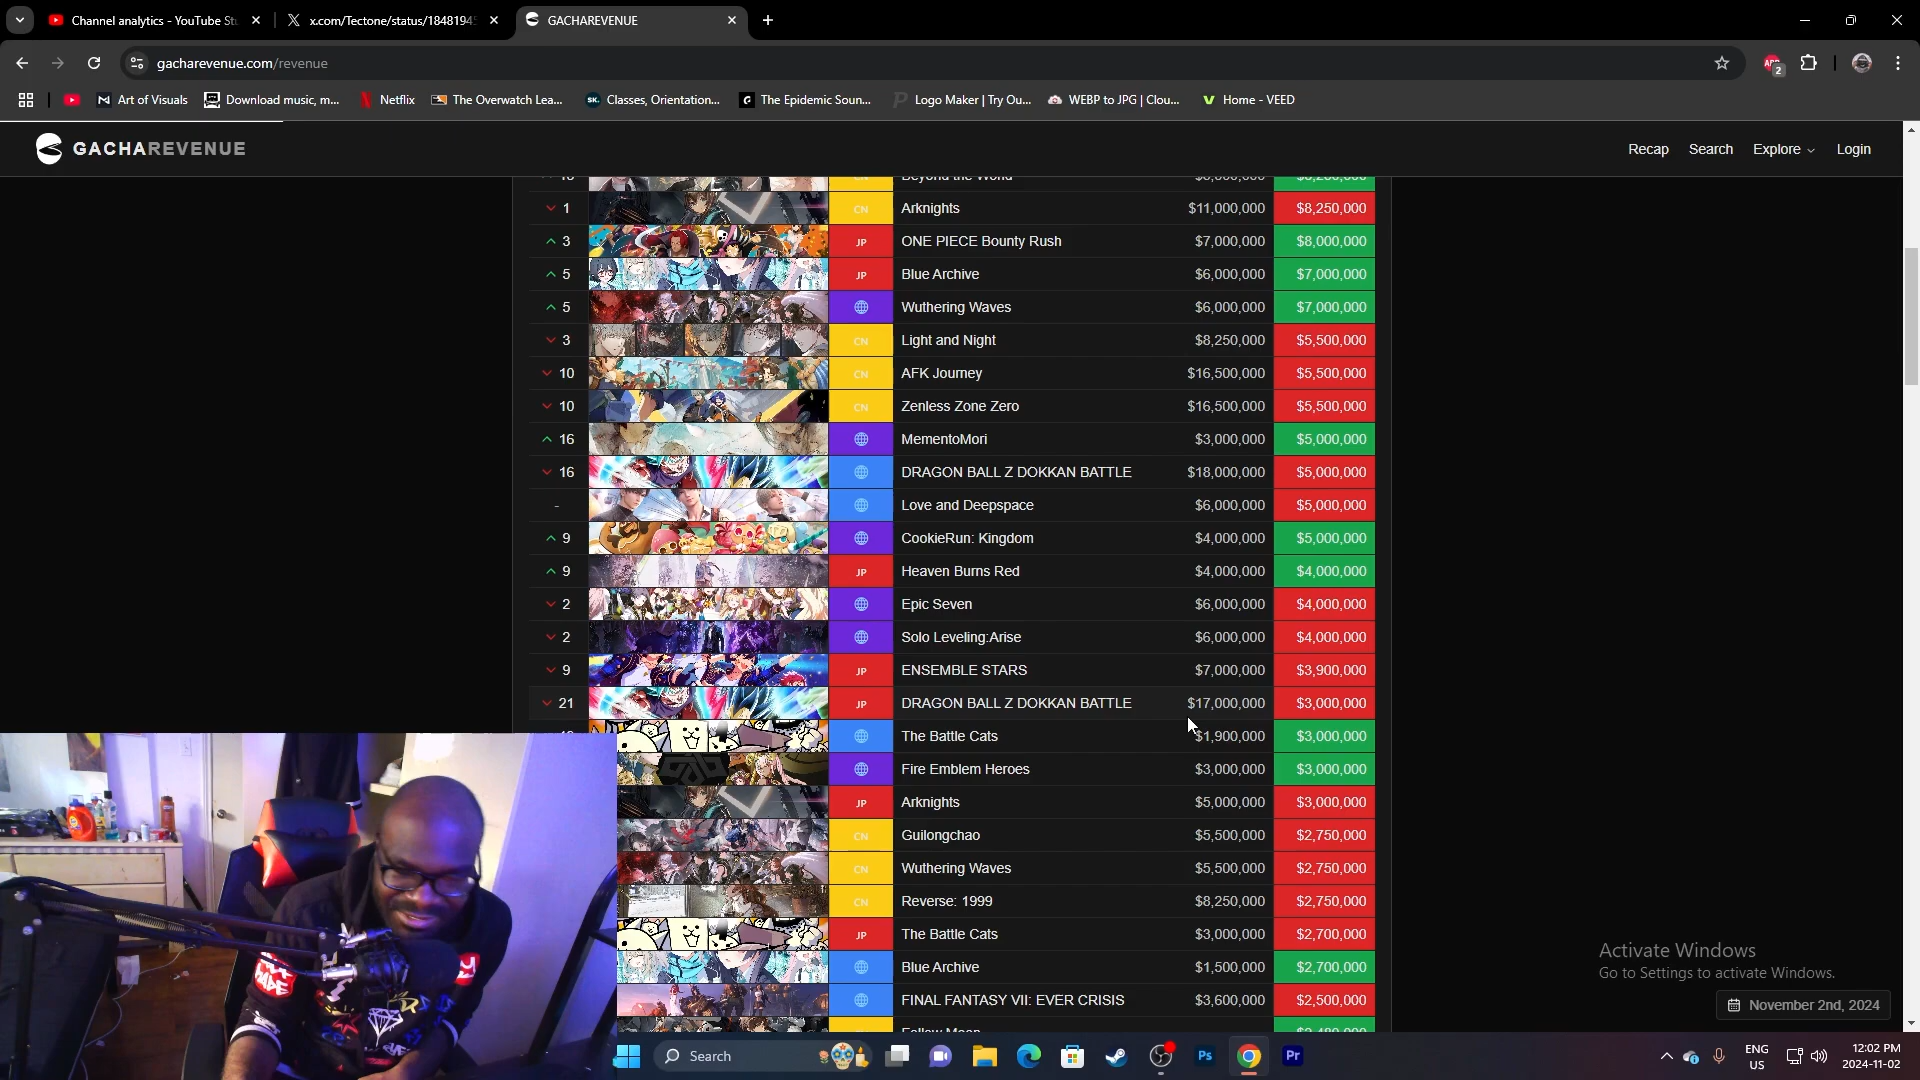 Channel analytics - YouTube St
x.com/Tectone/status/1848194
GACHAREVENUE
gacharevenue.com/revenue
ABP
2
Art of Visuals
Download music, m...
Netflix
The Overwatch Lea...
SK.
Classes, Orientation...
The Epidemic Soun...
Logo Maker | Try Ou...
WEBP to JPG | Clou...
Home - VEED
GACHAREVENUE
Recap
Search
Explore
Login
1 CN Arknights $11,000,000 $8,250,000
3 JP ONE PIECE Bounty Rush $7,000,000 $8,000,000
5 JP Blue Archive $6,000,000 $7,000,000
5 Wuthering Waves $6,000,000 $7,000,000
3 CN Light and Night $8,250,000 $5,500,000
10 CN AFK Journey $16,500,000 $5,500,000
10 CN Zenless Zone Zero $16,500,000 $5,500,000
16 MementoMori $3,000,000 $5,000,000
16 DRAGON BALL Z DOKKAN BATTLE $18,000,000 $5,000,000
- Love and Deepspace $6,000,000 $5,000,000
9 CookieRun: Kingdom $4,000,000 $5,000,000
9 JP Heaven Burns Red $4,000,000 $4,000,000
2 Epic Seven $6,000,000 $4,000,000
2 Solo Leveling:Arise $6,000,000 $4,000,000
9 JP ENSEMBLE STARS $7,000,000 $3,900,000
21 JP DRAGON BALL Z DOKKAN BATTLE $17,000,000 $3,000,000
The Battle Cats $1,900,000 $3,000,000
Fire Emblem Heroes $3,000,000 $3,000,000
JP Arknights $5,000,000 $3,000,000
CN Guilongchao $5,500,000 $2,750,000
CN Wuthering Waves $5,500,000 $2,750,000
CN Reverse: 1999 $8,250,000 $2,750,000
JP The Battle Cats $3,000,000 $2,700,000
Blue Archive $1,500,000 $2,700,000
FINAL FANTASY VII: EVER CRISIS $3,600,000 $2,500,000
Activate Windows
Go to Settings to activate Windows.
November 2nd, 2024
Search
Ps
Pr
ENG
US
12:02 PM
2024-11-02